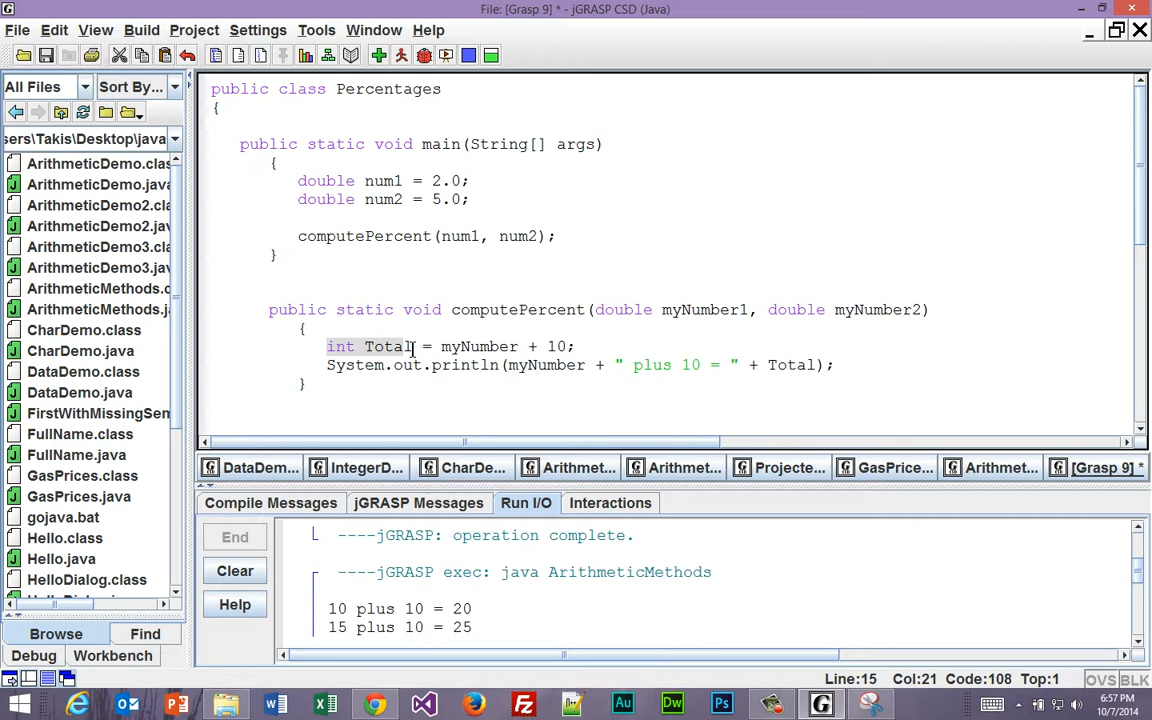 File: [Grasp 9] * - jGRASP CSD (Java)
File Edit View Build Project Settings Tools Window Help
All Files Sort By...
sers\Takis\Desktop\java
ArithmeticDemo.clas
ArithmeticDemo.java
ArithmeticDemo2.cla
ArithmeticDemo2.jav
ArithmeticDemo3.cla
ArithmeticDemo3.jav
ArithmeticMethods.c
ArithmeticMethods.ja
CharDemo.class
CharDemo.java
DataDemo.class
DataDemo.java
FirstWithMissingSem
FullName.class
FullName.java
GasPrices.class
GasPrices.java
gojava.bat
Hello.class
Hello.java
HelloDialog.class
Browse Find
Debug Workbench
public class Percentages
{
public static void main(String[] args)
{
double num1 = 2.0;
double num2 = 5.0;
computePercent(num1, num2);
}
public static void computePercent(double myNumber1, double myNumber2)
{
int Total = myNumber + 10;
System.out.println(myNumber + " plus 10 = " + Total);
}
DataDem... IntegerD... CharDe... Arithmet... Arithmet... Projecte... GasPrice... Arithmet... [Grasp 9] *
Compile Messages jGRASP Messages Run I/O Interactions
End
Clear
Help
----jGRASP: operation complete.
----jGRASP exec: java ArithmeticMethods
10 plus 10 = 20
15 plus 10 = 25
Line:15 Col:21 Code:108 Top:1 OVS BLK
6:57 PM
10/7/2014